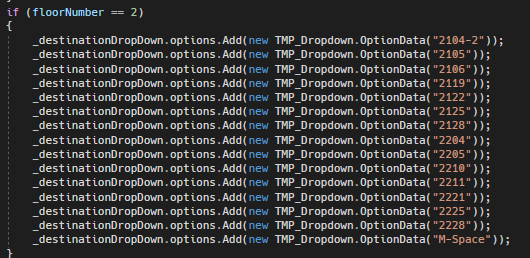 if (floorNumber == 2)
{
_destinationDropDown.options.Add(new TMP_Dropdown.OptionData("2104-2"));
_destinationDropDown.options.Add(new TMP_Dropdown.OptionData("2105"));
_destinationDropDown.options.Add(new TMP_Dropdown.OptionData("2106"));
_destinationDropDown.options.Add(new TMP_Dropdown.OptionData("2119"));
_destinationDropDown.options.Add(new TMP_Dropdown.OptionData("2122"));
_destinationDropDown.options.Add(new TMP_Dropdown.OptionData("2125"));
_destinationDropDown.options.Add(new TMP_Dropdown.OptionData("2128"));
_destinationDropDown.options.Add(new TMP_Dropdown.OptionData("2204"));
_destinationDropDown.options.Add(new TMP_Dropdown.OptionData("2205"));
_destinationDropDown.options.Add(new TMP_Dropdown.OptionData("2210"));
_destinationDropDown.options.Add(new TMP_Dropdown.OptionData("2211"));
_destinationDropDown.options.Add(new TMP_Dropdown.OptionData("2221"));
_destinationDropDown.options.Add(new TMP_Dropdown.OptionData("2225"));
_destinationDropDown.options.Add(new TMP_Dropdown.OptionData("2228"));
_destinationDropDown.options.Add(new TMP_Dropdown.OptionData("M-Space"));
}